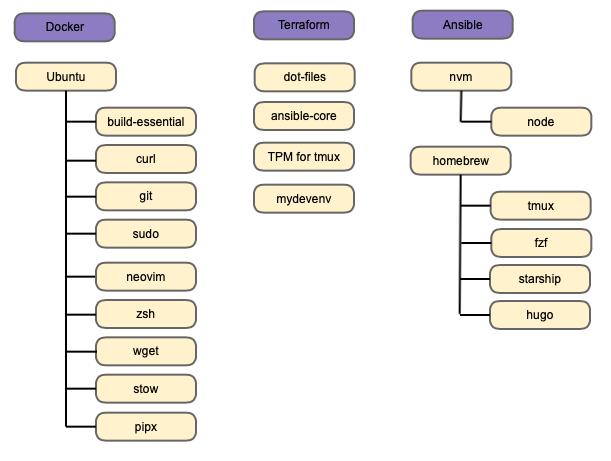 Docker
Ubuntu
build-essential
curl
git
sudo
neovim
zsh
wget
stow
pipx
Terraform
dot-files
ansible-core
TPM for tmux
mydevenv
Ansible
nvm
node
homebrew
tmux
fzf
starship
hugo